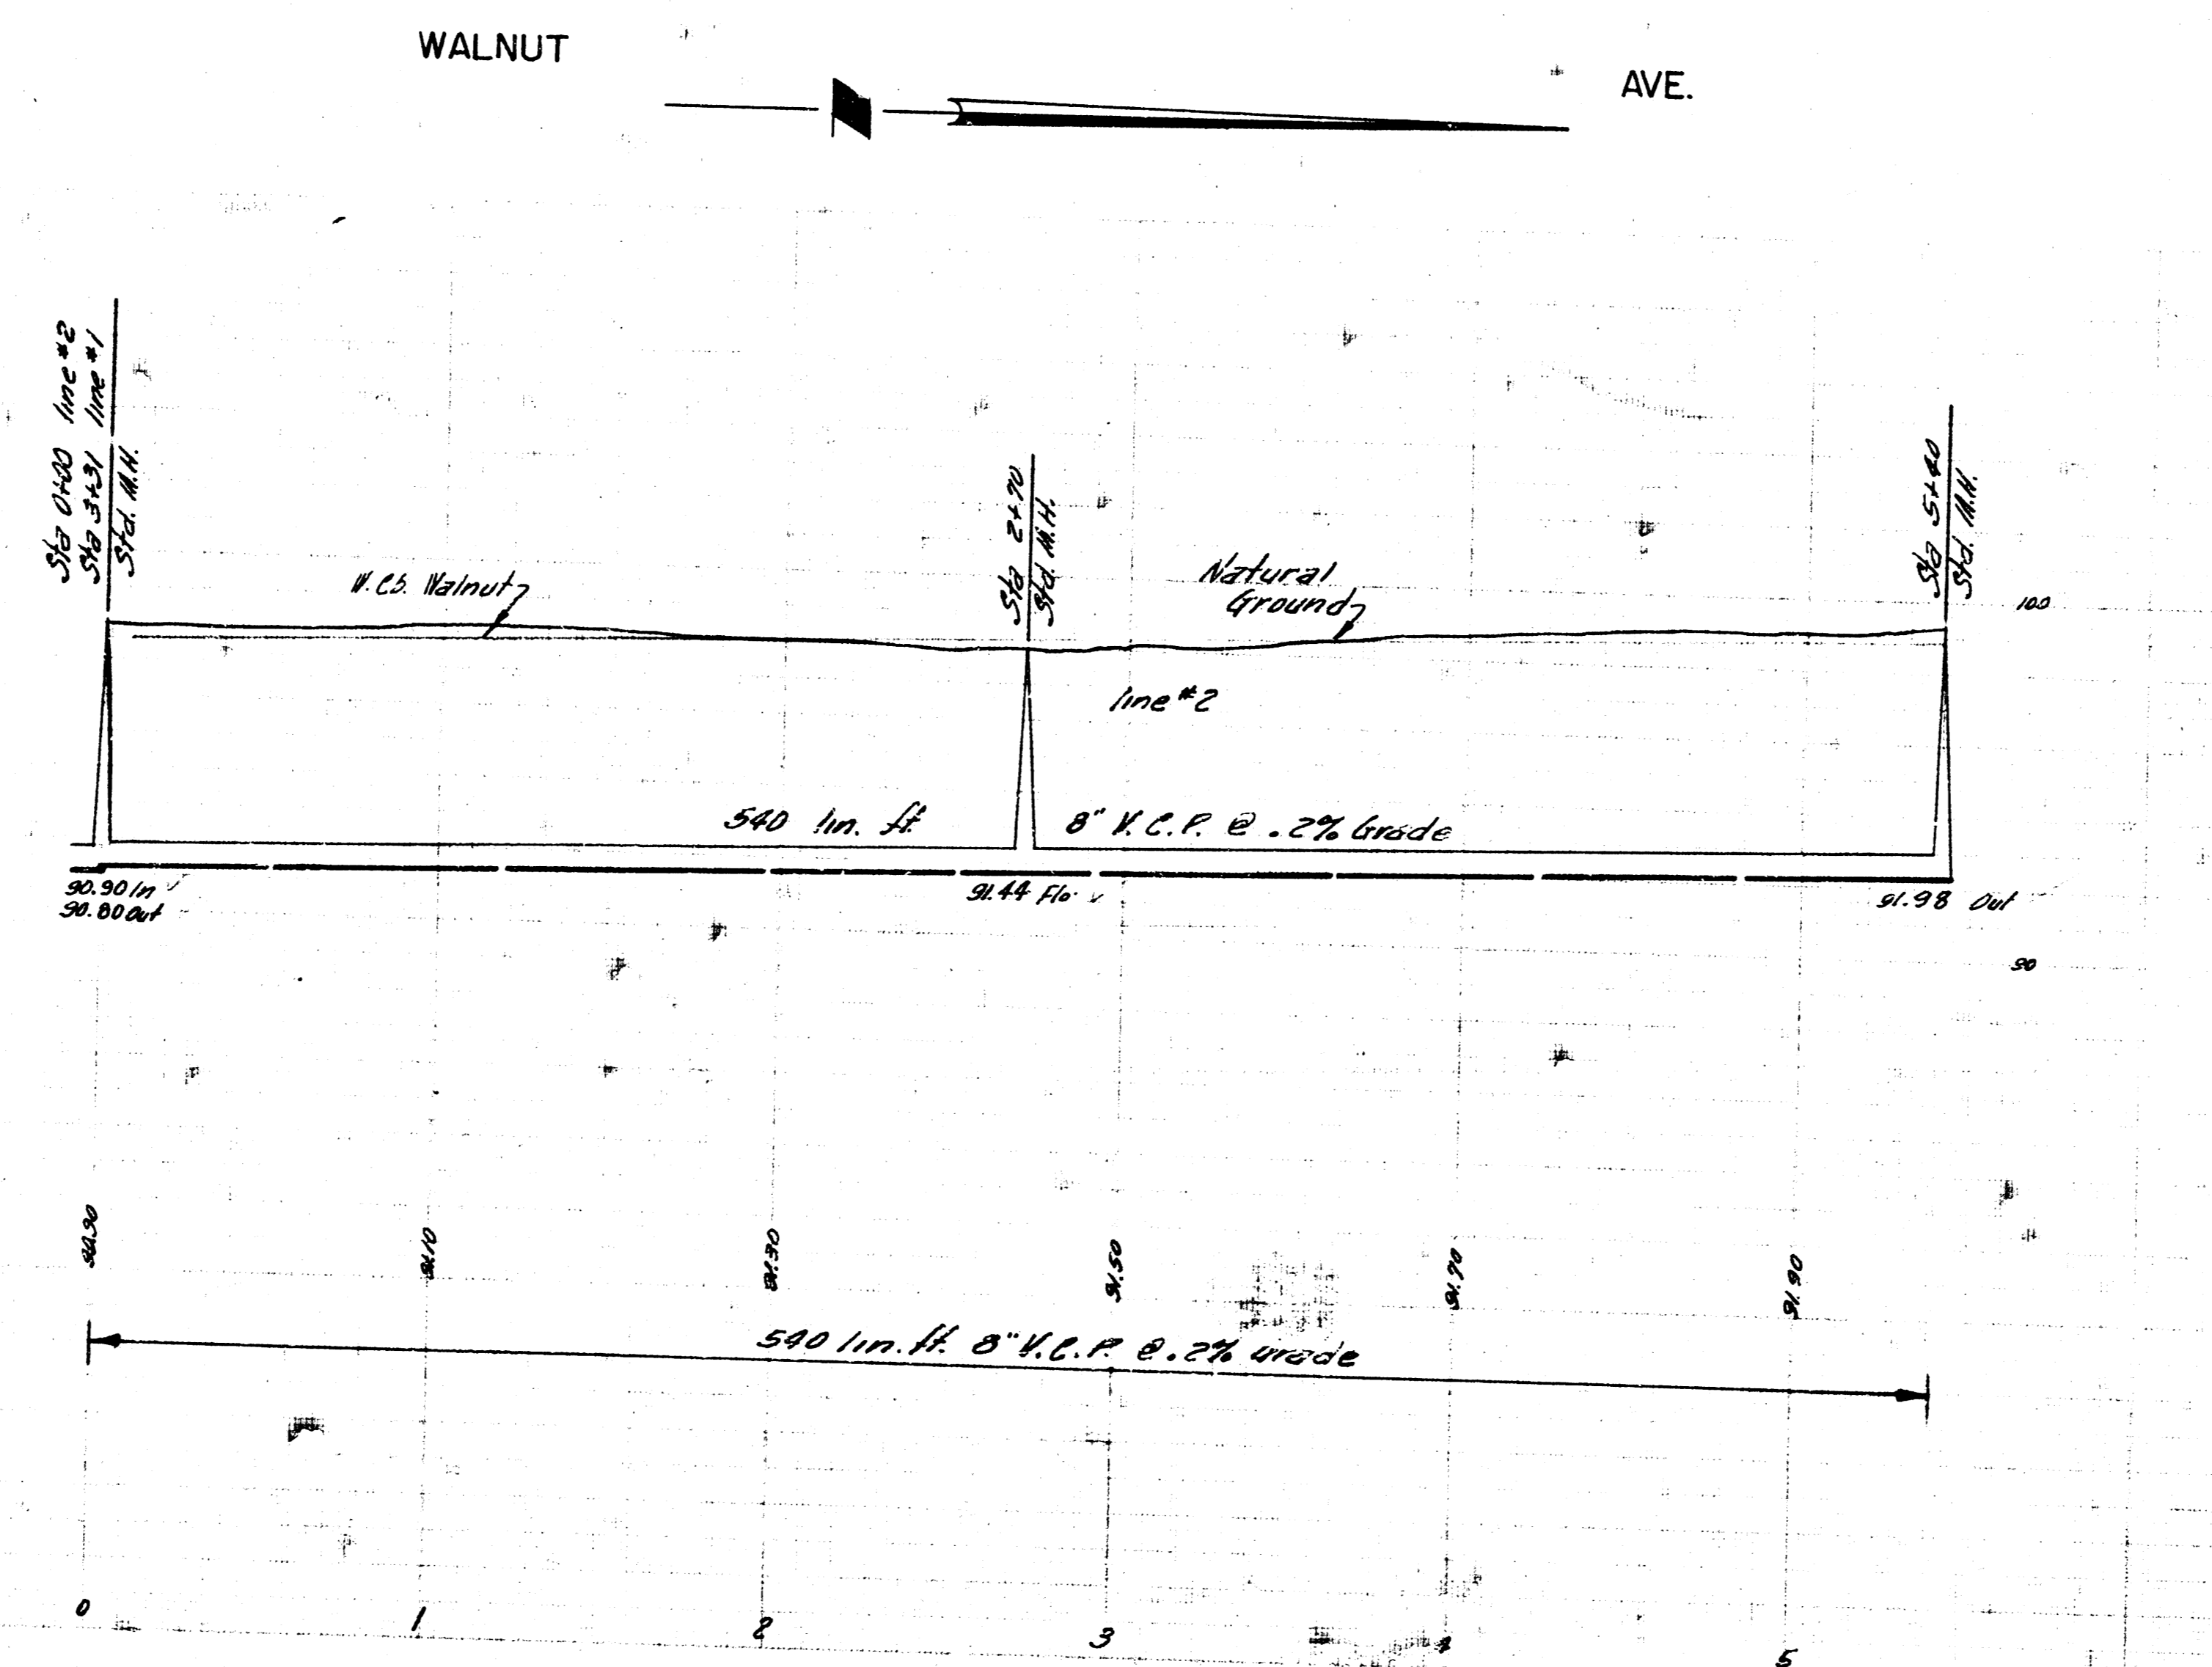 WALNUT
AVE.
Sta 0+00 line #2
Sta 3+31 line #1
Std. M.H.
Sta 2+70
Std. M.H.
Sta 5+40
Std. M.H.
W.Cb. Walnut
Natural
Ground
100
line #2
540 lin. ft.
8" V.C.P. @ .2% Grade
90.90 In
90.80 Out
91.44 Flo.
91.98 Out
90
90.90
91.10
91.30
91.50
91.70
91.90
540 lin. ft. 8" V.C.P. @ .2% Grade
0
1
2
3
4
5